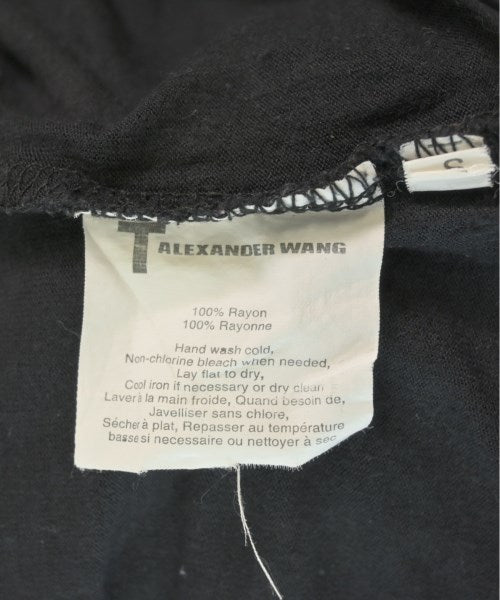 S
T ALEXANDER WANG
100% Rayon
100% Rayonne
Hand wash cold,
Non-chlorine bleach when needed,
Lay flat to dry,
Cool iron if necessary or dry clean
Laver à la main froide, Quand besoin de,
Javelliser sans chlore,
Sécher à plat, Repasser au température
basse si necessaire ou nettoyer à sec